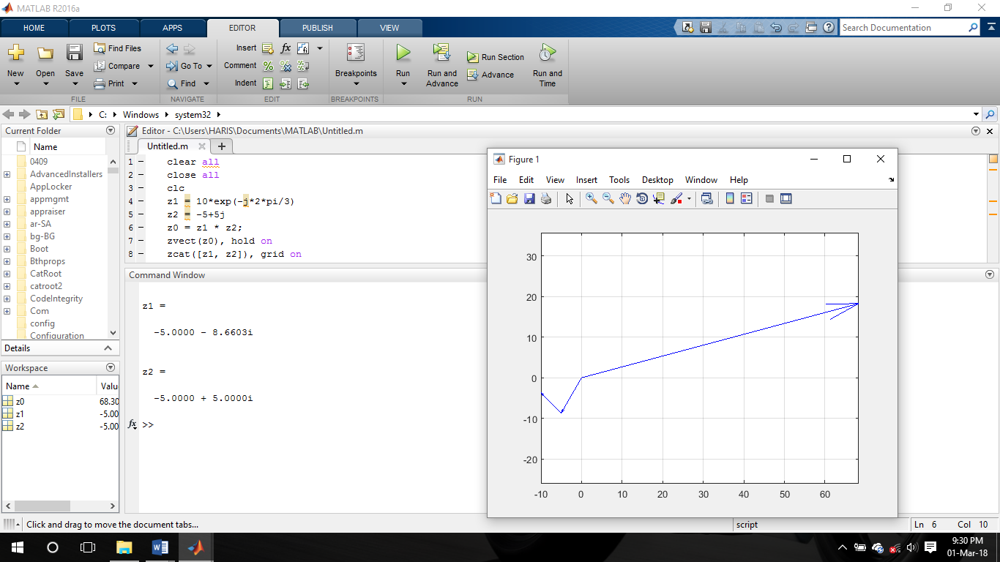 MATLAB R2016a
HOME PLOTS APPS EDITOR PUBLISH VIEW Search Documentation
New Open Save Find Files Compare Print
Go To Find
Insert fx
Comment
Indent
Breakpoints
Run Run and Advance Run Section Advance Run and Time
FILE NAVIGATE EDIT BREAKPOINTS RUN
C: Windows system32
Current Folder
Name
0409
AdvancedInstallers
AppLocker
appmgmt
appraiser
ar-SA
bg-BG
Boot
Bthprops
CatRoot
catroot2
CodeIntegrity
Com
config
Configuration
Details
Workspace
Name Valu
z0 68.30
z1 -5.00
z2 -5.00
Editor - C:\Users\HARIS\Documents\MATLAB\Untitled.m
Untitled.m
1 – clear all
2 – close all
3 – clc
4 – z1 = 10*exp(-j*2*pi/3)
5 – z2 = -5+5j
6 – z0 = z1 * z2;
7 – zvect(z0), hold on
8 – zcat([z1, z2]), grid on
Command Window
z1 =
-5.0000 - 8.6603i
z2 =
-5.0000 + 5.0000i
fx >>
Figure 1
File Edit View Insert Tools Desktop Window Help
30
20
10
0
-10
-20
-10 0 10 20 30 40 50 60
Click and drag to move the document tabs...
script Ln 6 Col 10
9:30 PM
01-Mar-18